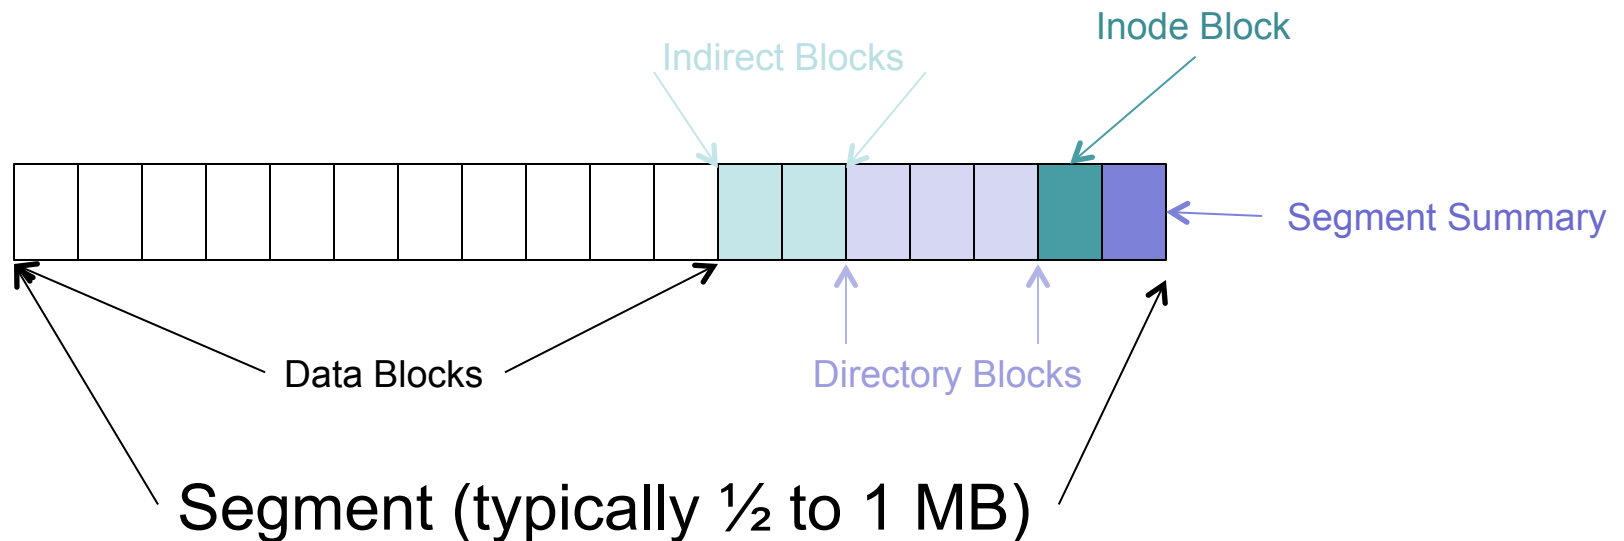 Inode Block
Indirect Blocks
Segment Summary
Data Blocks
Directory Blocks
Segment (typically ½ to 1 MB)